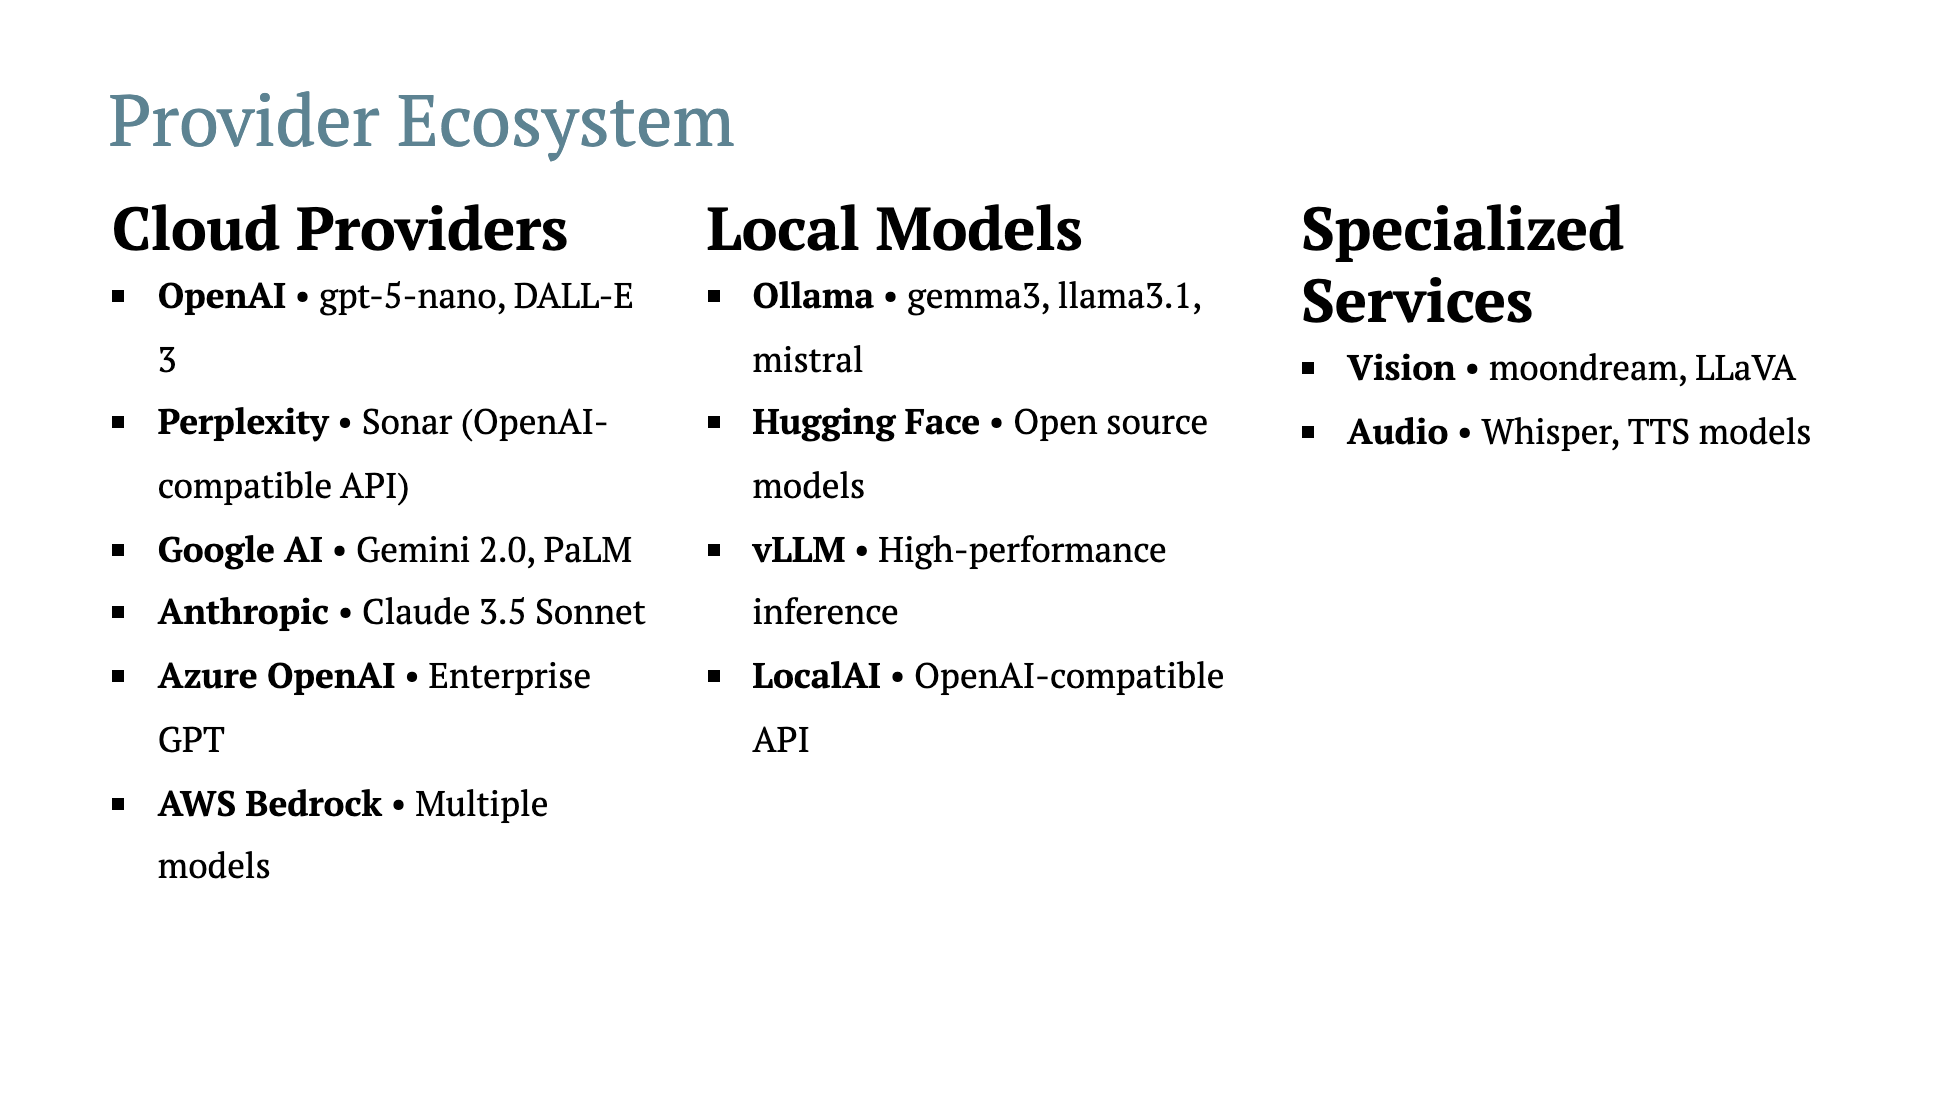 Provider Ecosystem
Cloud Providers
▪ OpenAI • gpt-5-nano, DALL-E
3
▪ Perplexity • Sonar (OpenAI-
compatible API)
▪ Google AI • Gemini 2.0, PaLM
▪ Anthropic • Claude 3.5 Sonnet
▪ Azure OpenAI • Enterprise
GPT
▪ AWS Bedrock • Multiple
models
Local Models
▪ Ollama • gemma3, llama3.1,
mistral
▪ Hugging Face • Open source
models
▪ vLLM • High-performance
inference
▪ LocalAI • OpenAI-compatible
API
Specialized
Services
▪ Vision • moondream, LLaVA
▪ Audio • Whisper, TTS models